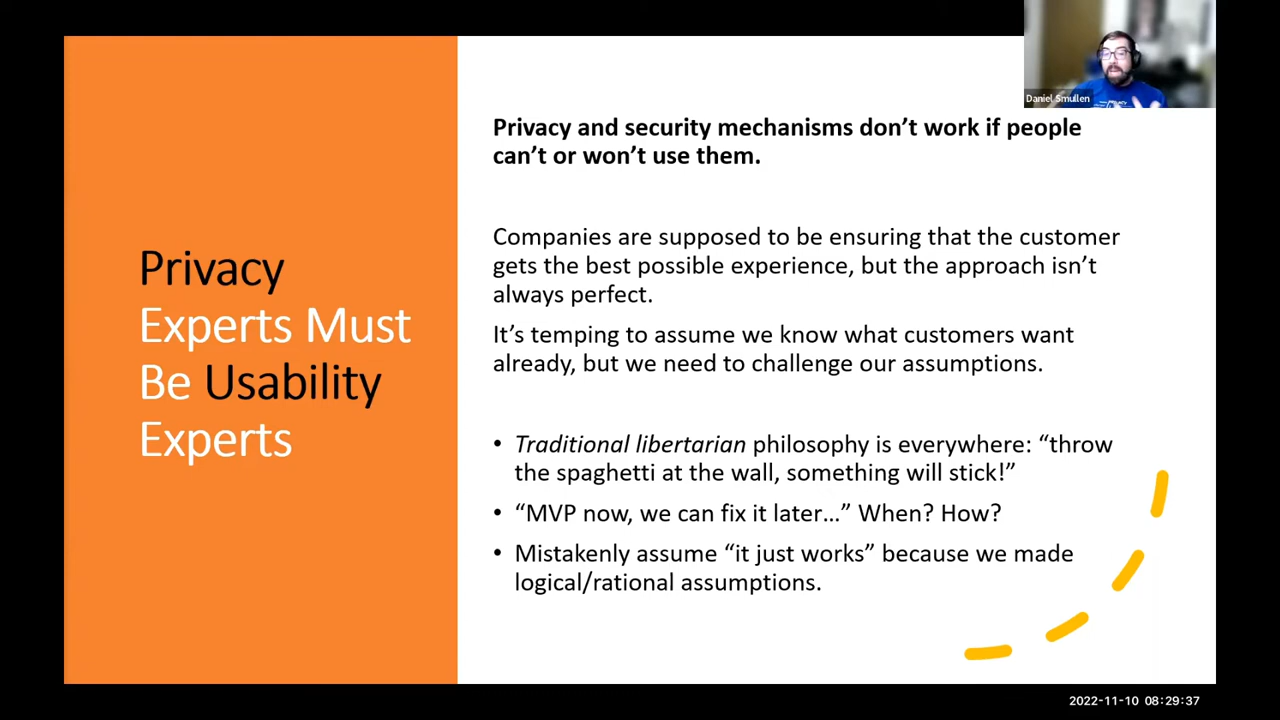 Daniel Smullen
Privacy and security mechanisms don’t work if people
can’t or won’t use them.
Privacy
Experts Must
Be Usability
Experts
Companies are supposed to be ensuring that the customer
gets the best possible experience, but the approach isn’t
always perfect.
It’s temping to assume we know what customers want
already, but we need to challenge our assumptions.
• Traditional libertarian philosophy is everywhere: “throw
the spaghetti at the wall, something will stick!”
• “MVP now, we can fix it later…” When? How?
• Mistakenly assume “it just works” because we made
logical/rational assumptions.
2022-11-10 08:29:37